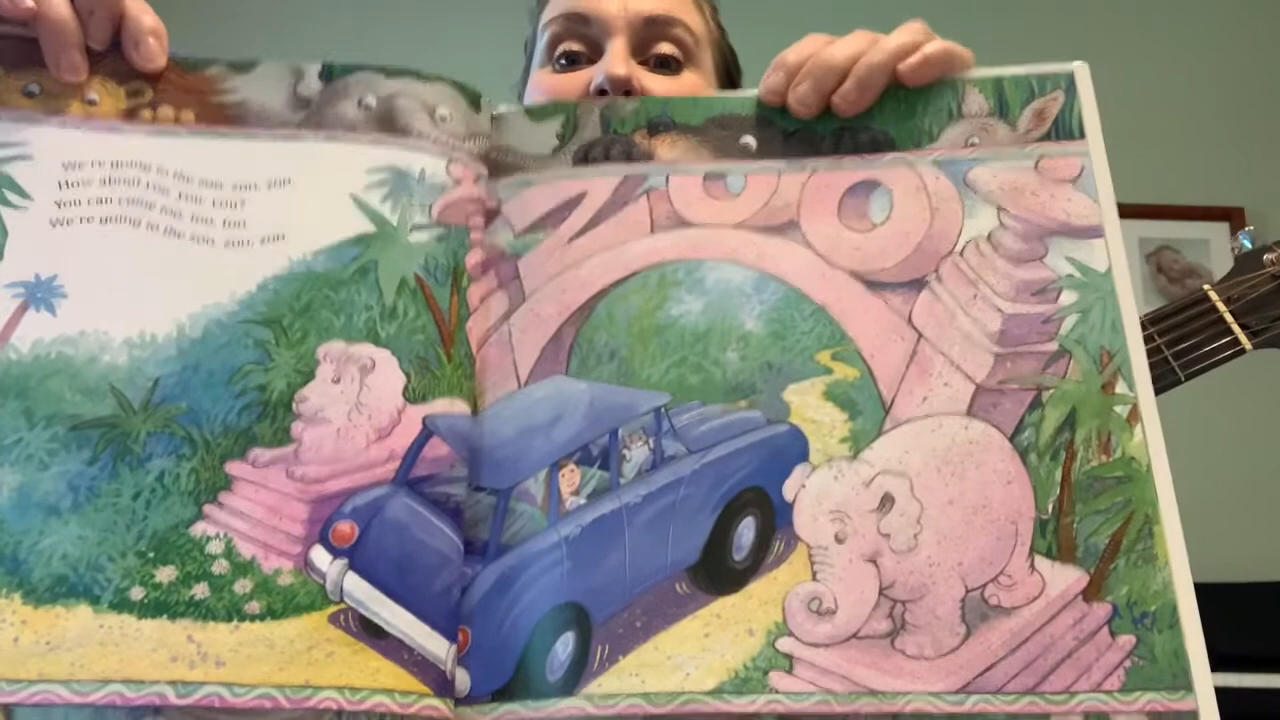 We're going to the zoo, zoo, zoo.
How about you, you, you?
You can come too, too, too
We're going to the zoo, zoo, zoo
ZOO